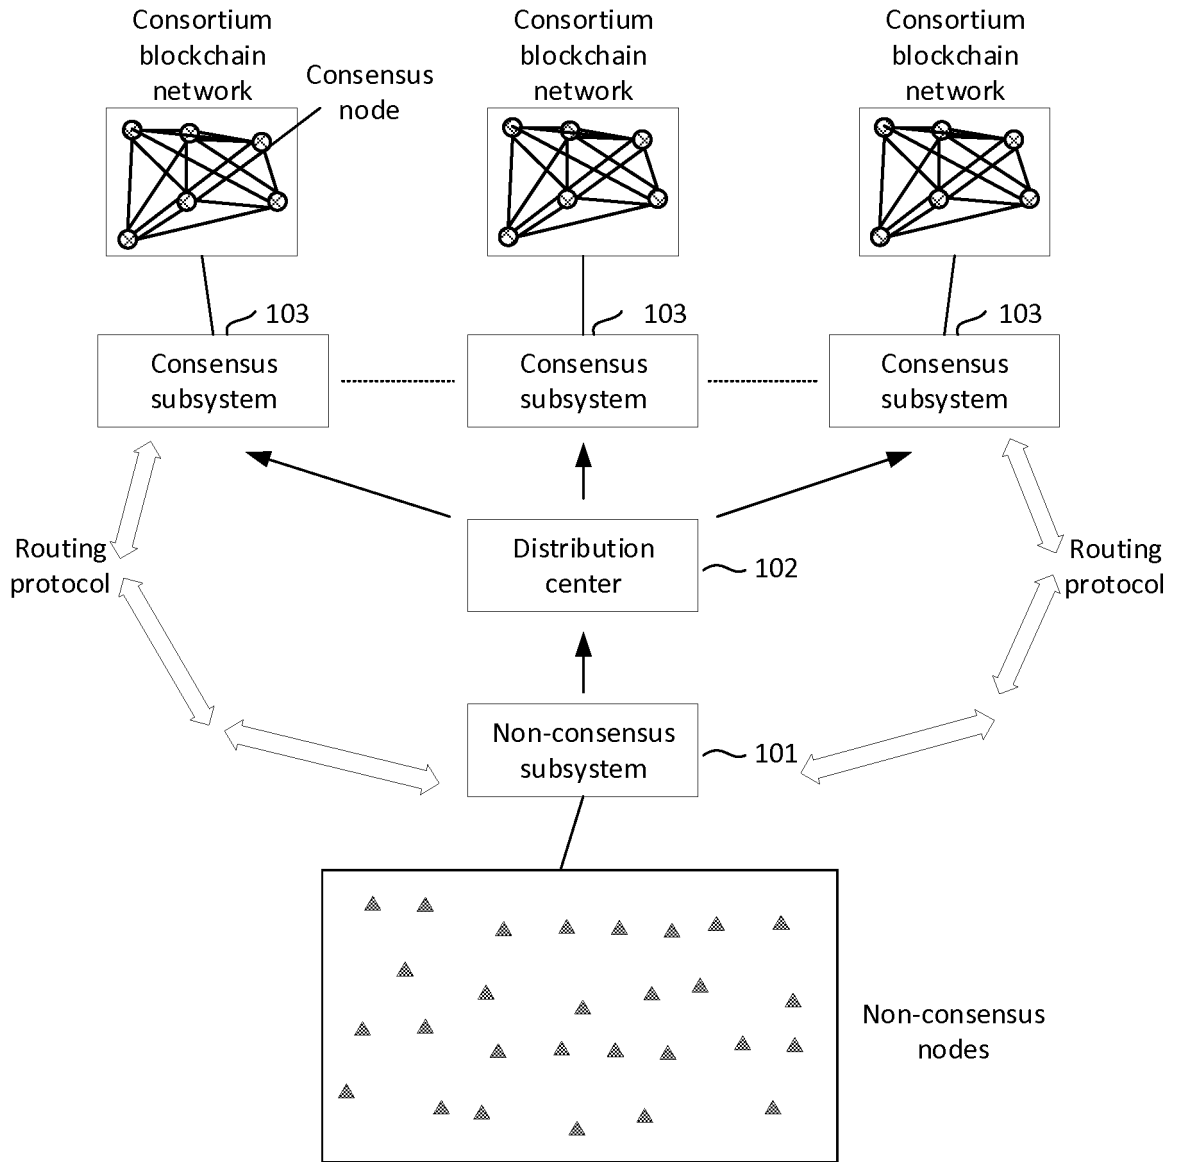 Consortium
blockchain
network
Consortium
blockchain
network
Consortium
blockchain
network
Consensus
node
103
103
103
Consensus
subsystem
Consensus
subsystem
Consensus
subsystem
Routing
protocol
Distribution
center
102
Routing
protocol
Non-consensus
subsystem
101
Non-consensus
nodes